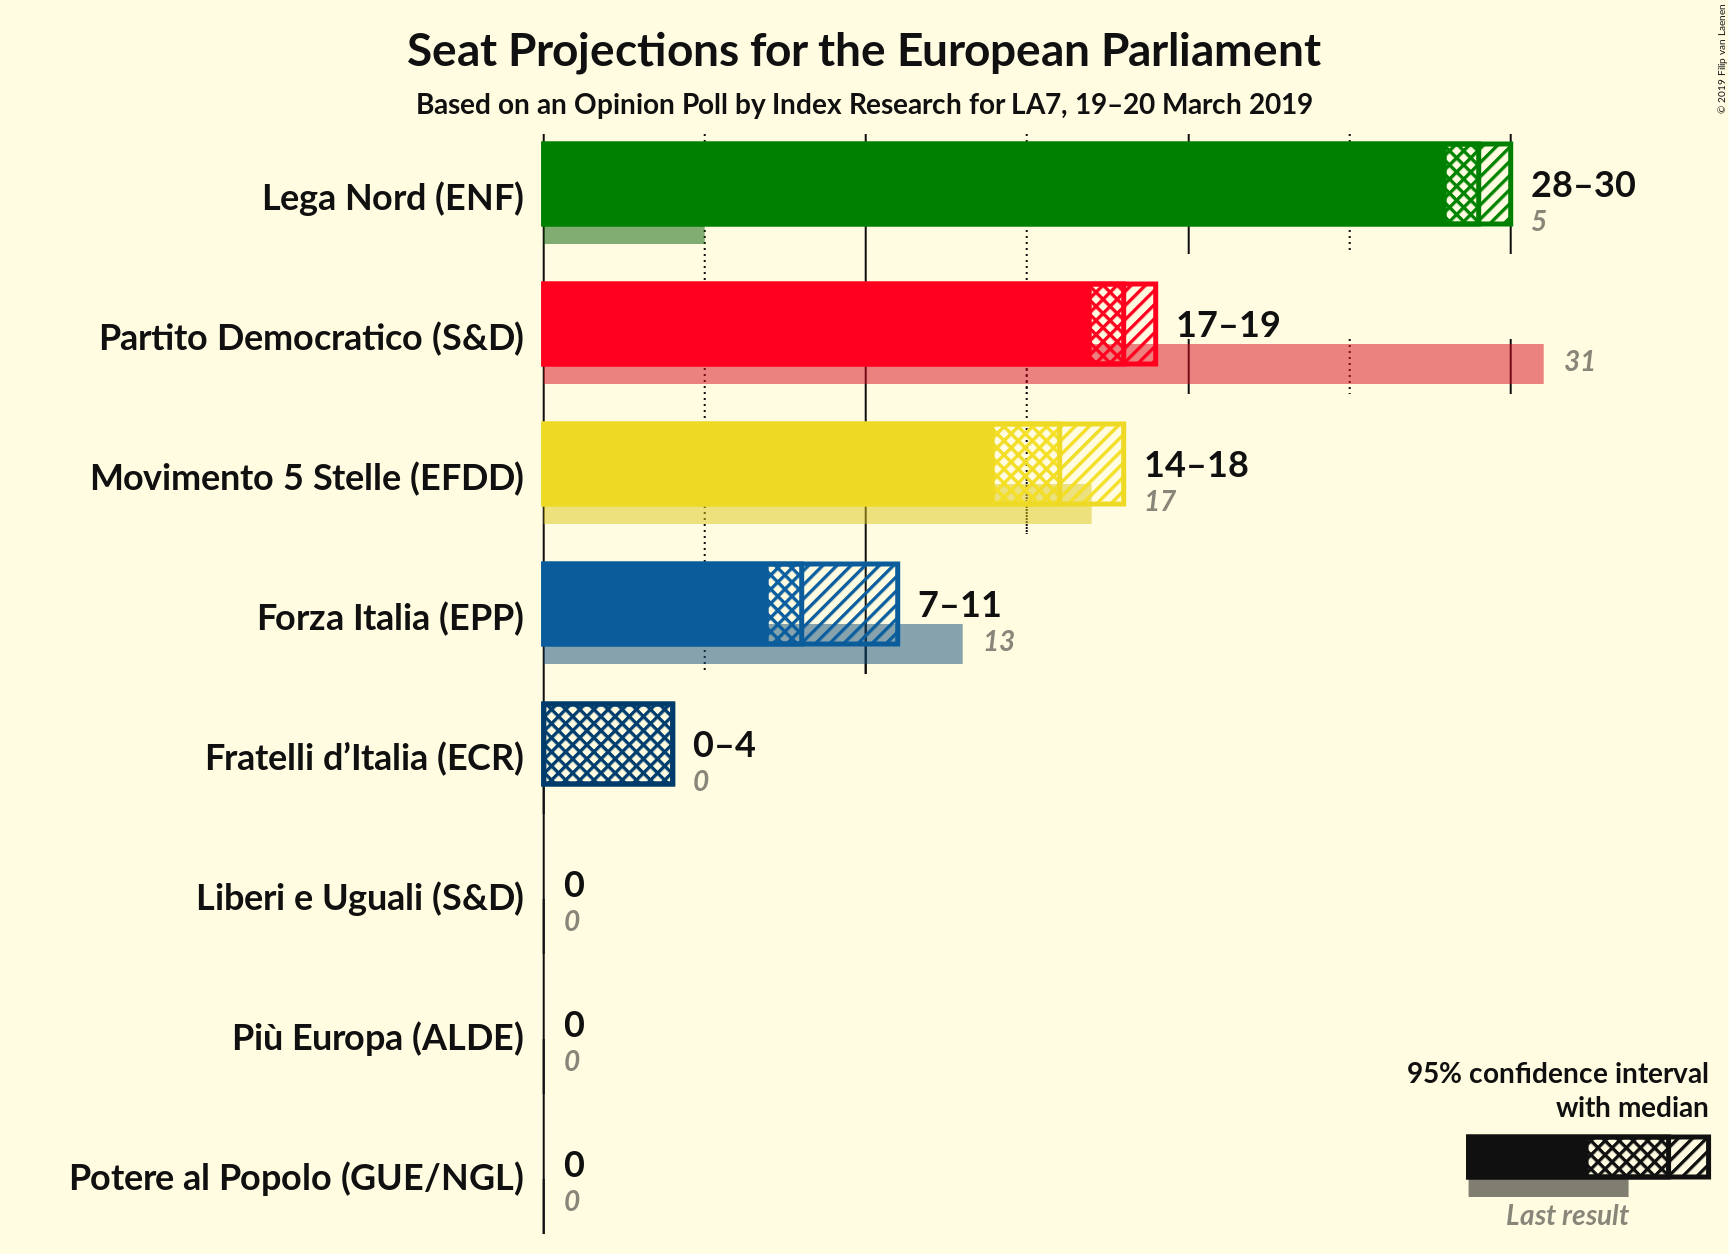 Seat Projections for the European Parliament
Based on an Opinion Poll by Index Research for LA7, 19–20 March 2019
© 2019 Filip van Laenen
Lega Nord (ENF)
28–30
5
Partito Democratico (S&D)
17–19
31
Movimento 5 Stelle (EFDD)
14–18
17
Forza Italia (EPP)
7–11
13
Fratelli d’Italia (ECR)
0–4
0
Liberi e Uguali (S&D)
0
0
Più Europa (ALDE)
0
0
Potere al Popolo (GUE/NGL)
0
0
95% confidence interval
with median
Last result